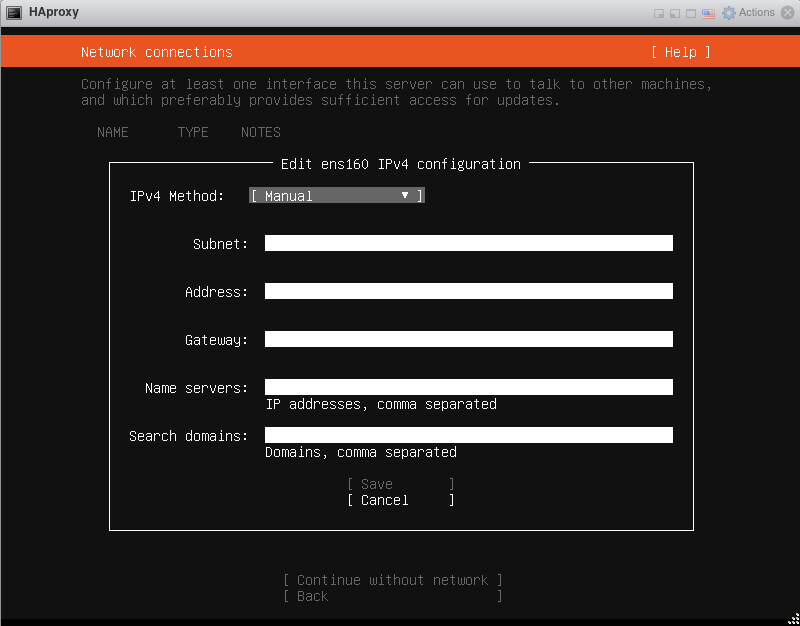 HAproxy
Actions
Network connections [ Help ]
Configure at least one interface this server can use to talk to other machines,
and which preferably provides sufficient access for updates.
NAME TYPE NOTES
Edit ens160 IPv4 configuration
IPv4 Method: [ Manual ▼ ]
Subnet:
Address:
Gateway:
Name servers:
IP addresses, comma separated
Search domains:
Domains, comma separated
[ Save ]
[ Cancel ]
[ Continue without network ]
[ Back ]